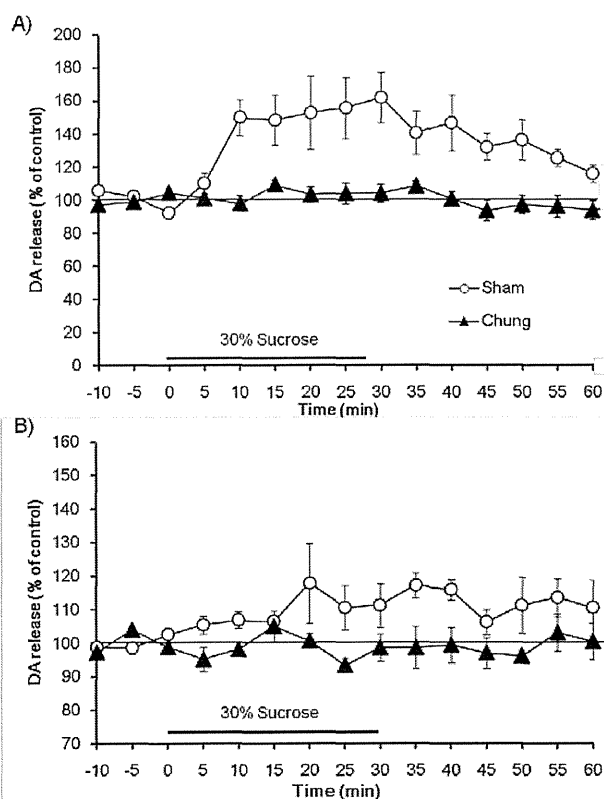 A)
200
180
160
140
120
100
80
60
40
20
0
DA release (% of control)
Sham
Chung
30% Sucrose
-10 -5 0 5 10 15 20 25 30 35 40 45 50 55 60
Time (min)
B)
160
150
140
130
120
110
100
90
80
70
DA release (% of control)
30% Sucrose
-10 -5 0 5 10 15 20 25 30 35 40 45 50 55 60
Time (min)